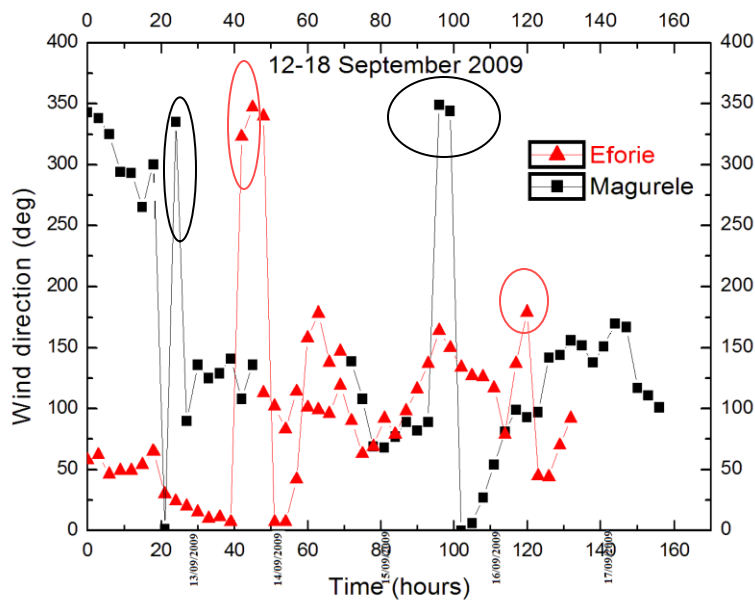 0 20 40 60 80 100 120 140 160
400 400
12-18 September 2009
350 350
300 300
Eforie
Magurele
250 250
200 200
150 150
100 100
50 50
0 0
0 20 40 60 80 100 120 140 160
13/09/2009 14/09/2009 15/09/2009 16/09/2009 17/09/2009
Time (hours)
Wind direction (deg)